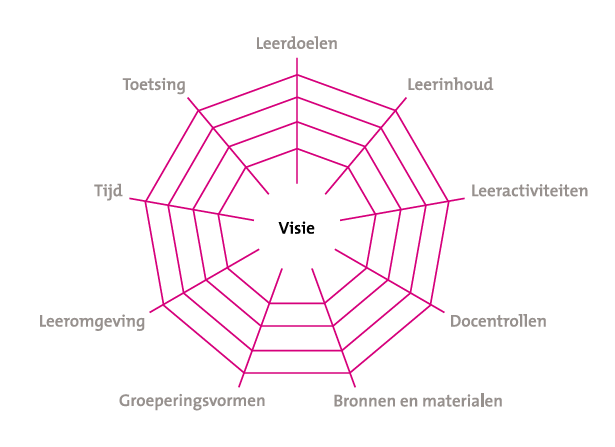 Leerdoelen
Toetsing
Leerinhoud
Tijd
Leeractiviteiten
Visie
Leeromgeving
Docentrollen
Groeperingsvormen
Bronnen en materialen